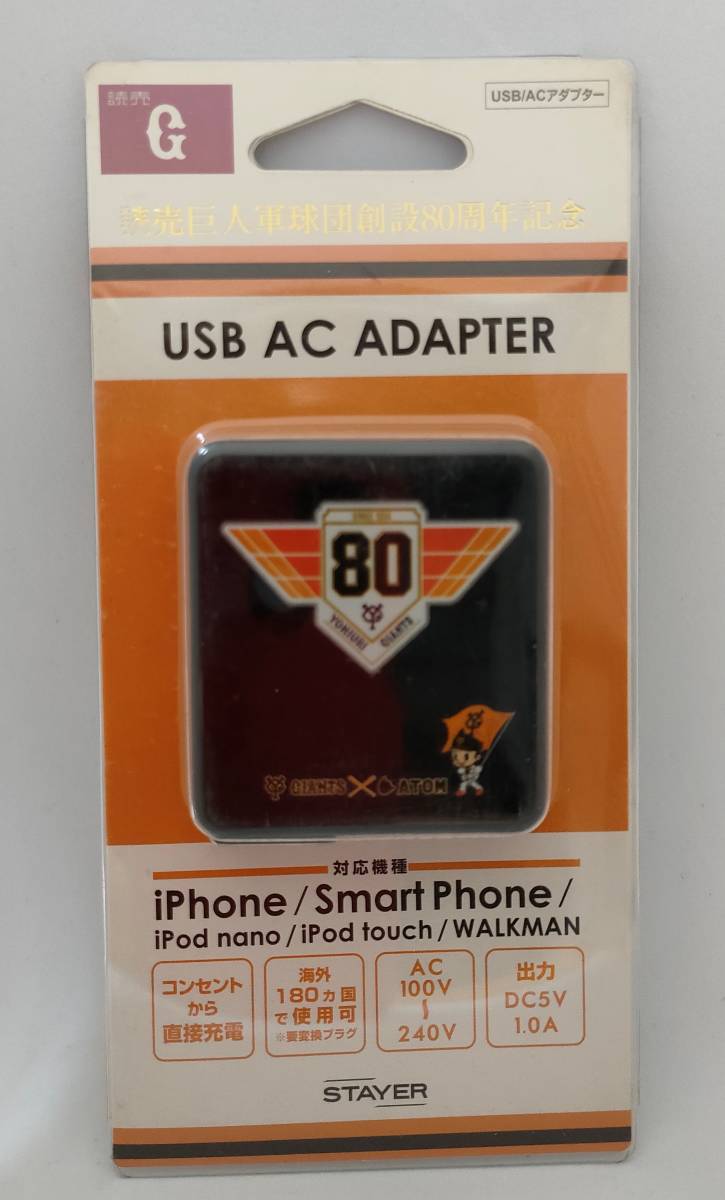 読売
G
USB/ACアダプター
読売巨人軍球団創設80周年記念
USB AC ADAPTER
80
YOMIURI GIANTS
GIANTS × ATOM
対応機種
iPhone/Smart Phone/
iPod nano/iPod touch/WALKMAN
コンセント
から
直接充電
海外
180ヵ国
で使用可
※要変換プラグ
AC
100V
〜
240V
出力
DC5V
1.0A
STAYER